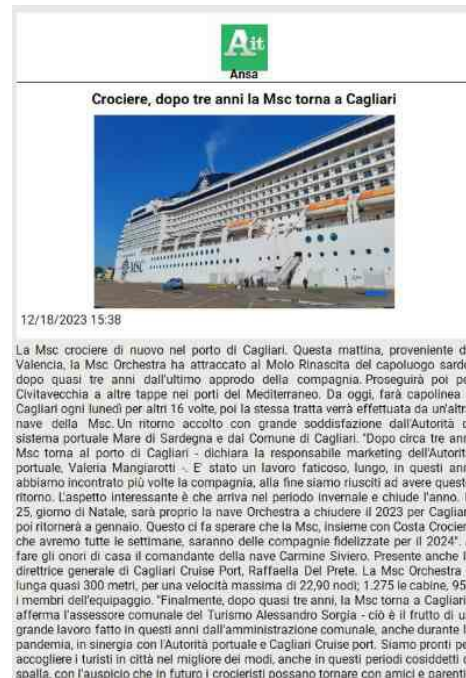 Ait
Ansa
Crociere, dopo tre anni la Msc torna a Cagliari
MSC
12/18/2023 15:38
La Msc crociere di nuovo nel porto di Cagliari. Questa mattina, proveniente d
Valencia, la Msc Orchestra ha attraccato al Molo Rinascita del capoluogo sard
dopo quasi tre anni dall'ultimo approdo della compagnia. Proseguirà poi pe
Civitavecchia a altre tappe nei porti del Mediterraneo. Da oggi, farà capolinea
Cagliari ogni lunedì per altri 16 volte, poi la stessa tratta verrà effettuata da un'altr
nave della Msc. Un ritorno accolto con grande soddisfazione dall'Autorità d
sistema portuale Mare di Sardegna e dal Comune di Cagliari. "Dopo circa tre ann
Msc torna al porto di Cagliari - dichiara la responsabile marketing dell'Autorit
portuale, Valeria Mangiarotti -. E' stato un lavoro faticoso, lungo, in questi ann
abbiamo incontrato più volte la compagnia, alla fine siamo riusciti ad avere quest
ritorno. L'aspetto interessante è che arriva nel periodo invernale e chiude l'anno.
25, giorno di Natale, sarà proprio la nave Orchestra a chiudere il 2023 per Cagliar
poi ritornerà a gennaio. Questo ci fa sperare che la Msc, insieme con Costa Crocier
che avremo tutte le settimane, saranno delle compagnie fidelizzate per il 2024".
fare gli onori di casa il comandante della nave Carmine Siviero. Presente anche l
direttrice generale di Cagliari Cruise Port, Raffaella Del Prete. La Msc Orchestra
lunga quasi 300 metri, per una velocità massima di 22,90 nodi; 1.275 le cabine, 95
i membri dell'equipaggio. "Finalmente, dopo quasi tre anni, la Msc torna a Cagliari
afferma l'assessore comunale del Turismo Alessandro Sorgia - ciò è il frutto di u
grande lavoro fatto in questi anni dall'amministrazione comunale, anche durante l
pandemia, in sinergia con l'Autorità portuale e Cagliari Cruise port. Siamo pronti pe
accogliere i turisti in città nel migliore dei modi, anche in questi periodi cosiddetti d
spalla, con l'auspicio che in futuro i crocieristi possano tornare con amici e parenti